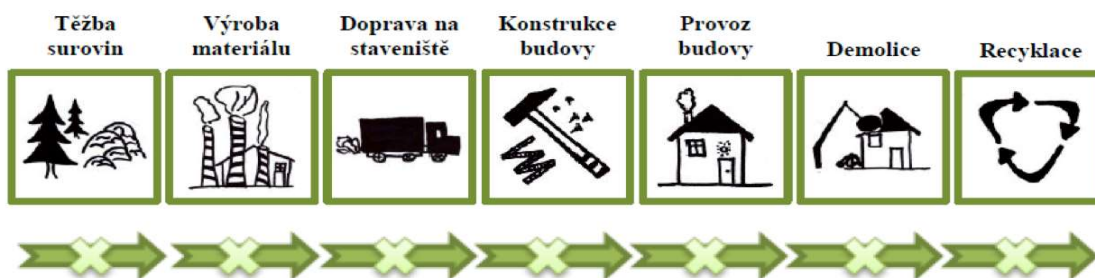 Těžba
surovin
Výroba
materiálu
Doprava na
staveniště
Konstrukce
budovy
Provoz
budovy
Demolice
Recyklace